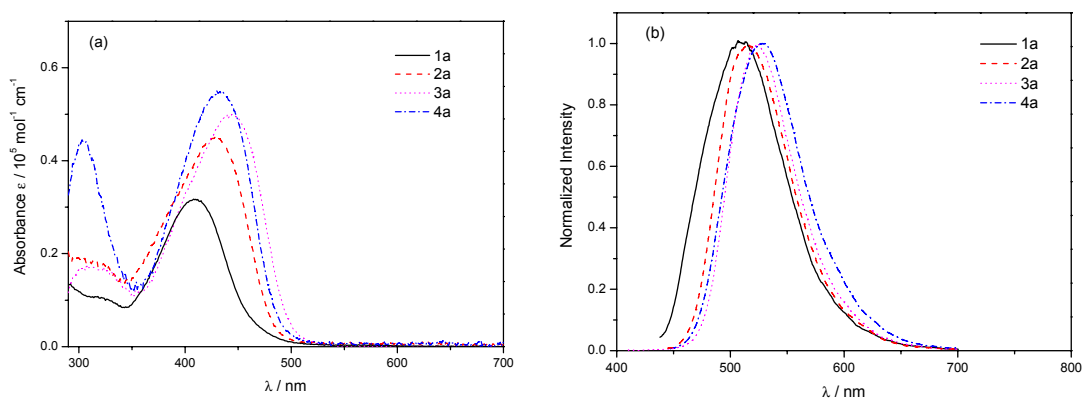 (a)
1a
2a
3a
4a
0.6
0.4
0.2
0.0
Absorbance ε / 10⁵ mol⁻¹ cm⁻¹
300 400 500 600 700
λ / nm
(b)
1a
2a
3a
4a
1.0
0.8
0.6
0.4
0.2
0.0
Normalized Intensity
400 500 600 700 800
λ / nm